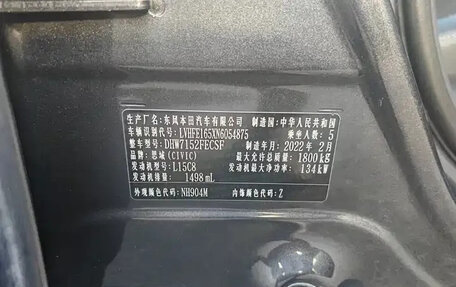 生产厂名：东风本田汽车有限公司 制造国：中华人民共和国
车辆识别代号：LVHFE165XN6054875 乘坐人数：5
整车型号：DHW7152FECSF 制造年月：2022年2月
品牌：思域(CIVIC) 最大允许总质量：1800kg
发动机型号：L15C8 发动机最大净功率：134kW
发动机排量：1498mL
外观颜色代码：NH904M 内饰颜色代码：Z